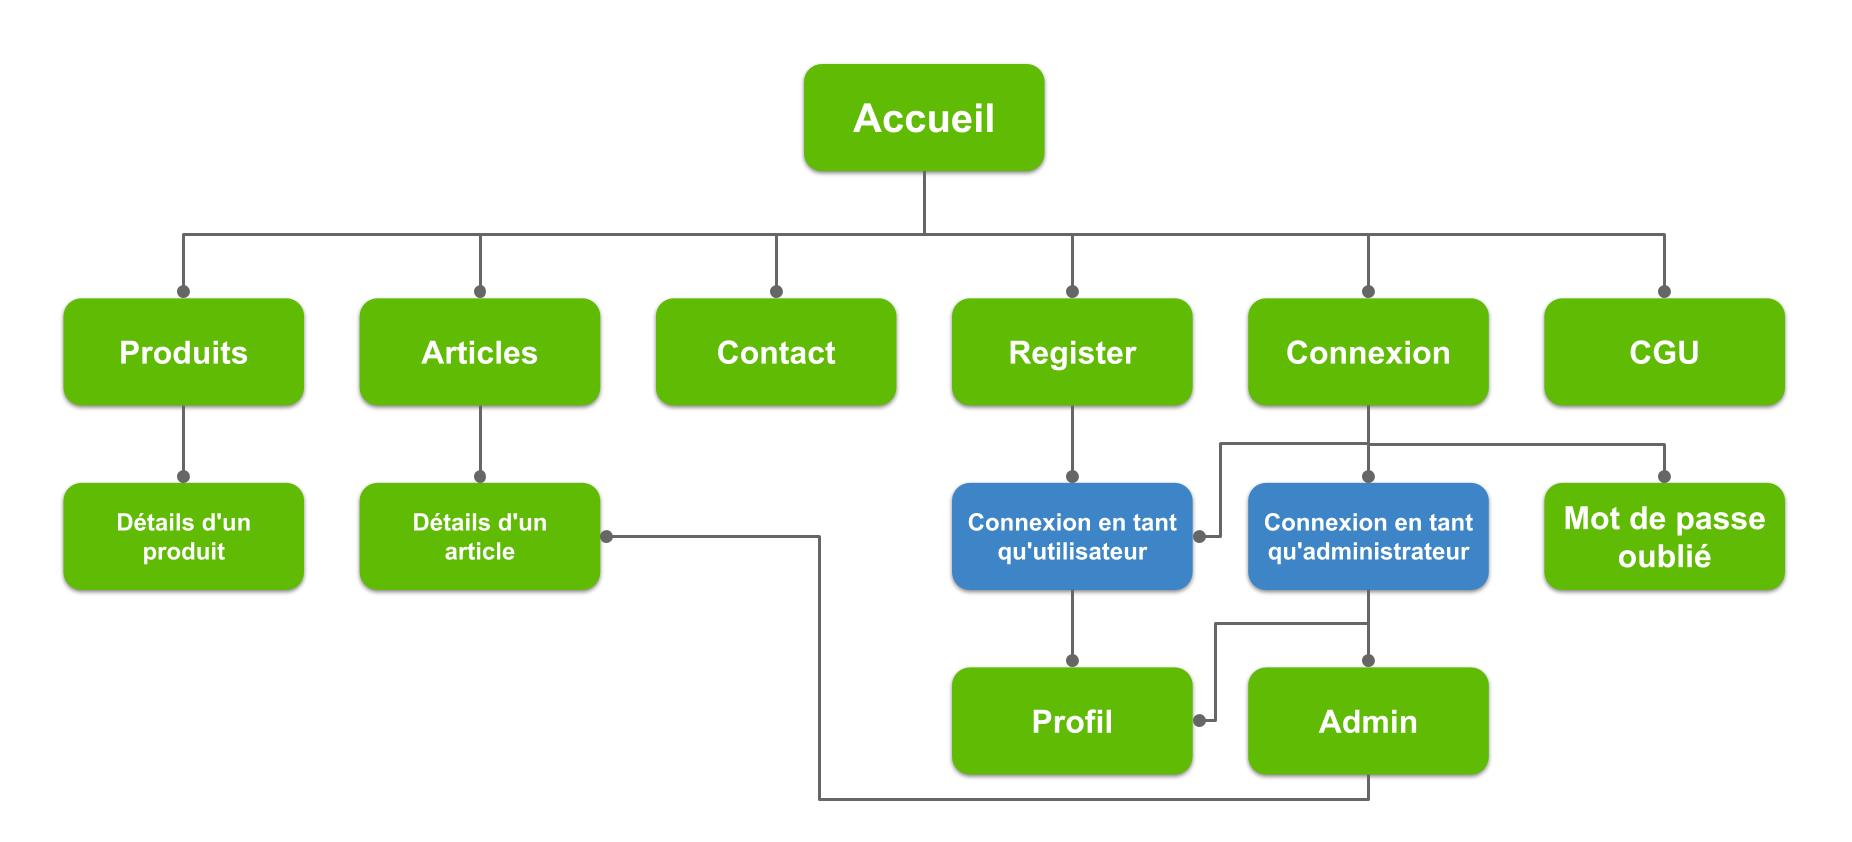 Accueil
Produits
Articles
Contact
Register
Connexion
CGU
Détails d'un
produit
Détails d'un
article
Connexion en tant
qu'utilisateur
Connexion en tant
qu'administrateur
Mot de passe
oublié
Profil
Admin